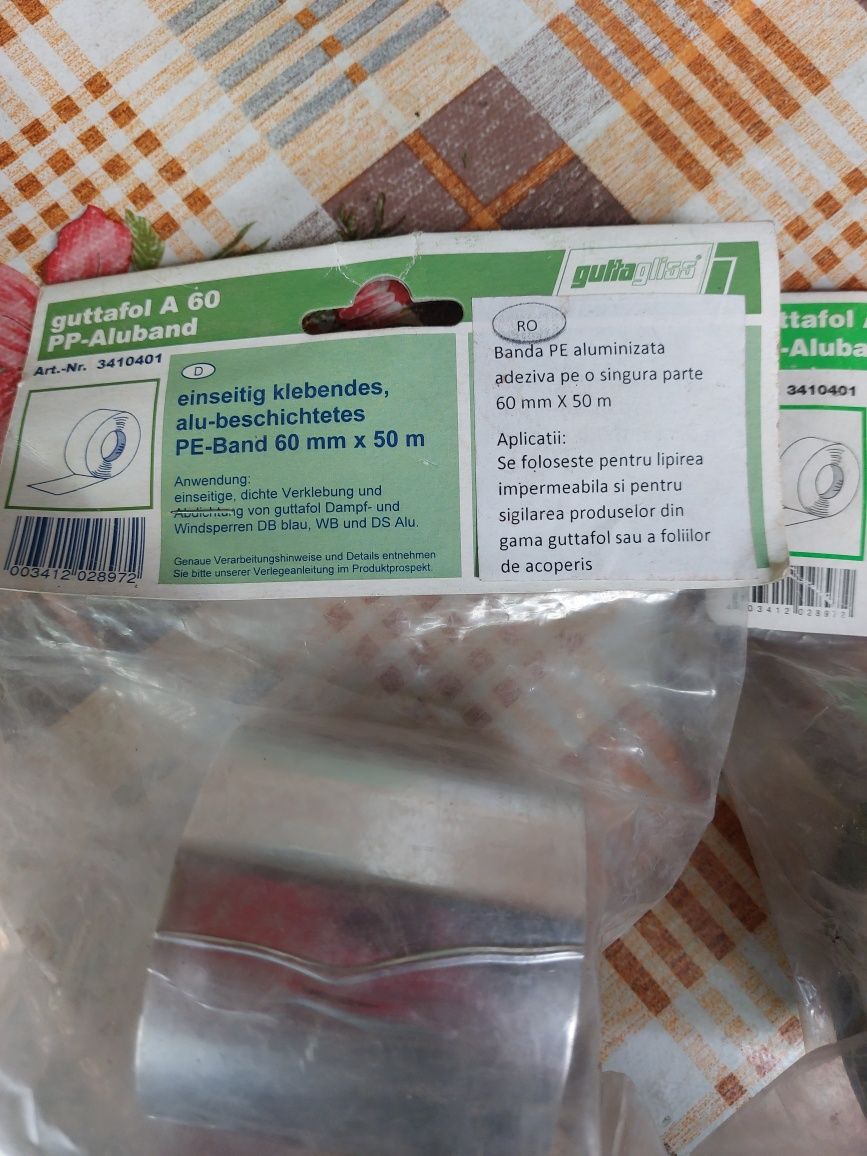 guttafol A 60
PP-Aluband
Art.-Nr. 3410401
guttagliss
D
einseitig klebendes,
alu-beschichtetes
PE-Band 60 mm x 50 m
Anwendung:
einseitige, dichte Verklebung und
Abdichtung von guttafol Dampf- und
Windsperren DB blau, WB und DS Alu.
Genaue Verarbeitungshinweise und Details entnehmen
Sie bitte unserer Verlegeanleitung im Produktprospekt.
003412 028972
RO
Banda PE aluminizata
adeziva pe o singura parte
60 mm X 50 m
Aplicatii:
Se foloseste pentru lipirea
impermeabila si pentru
sigilarea produselor din
gama guttafol sau a foliilor
de acoperis
ttafol
-Aluba
3410401
03412 028972